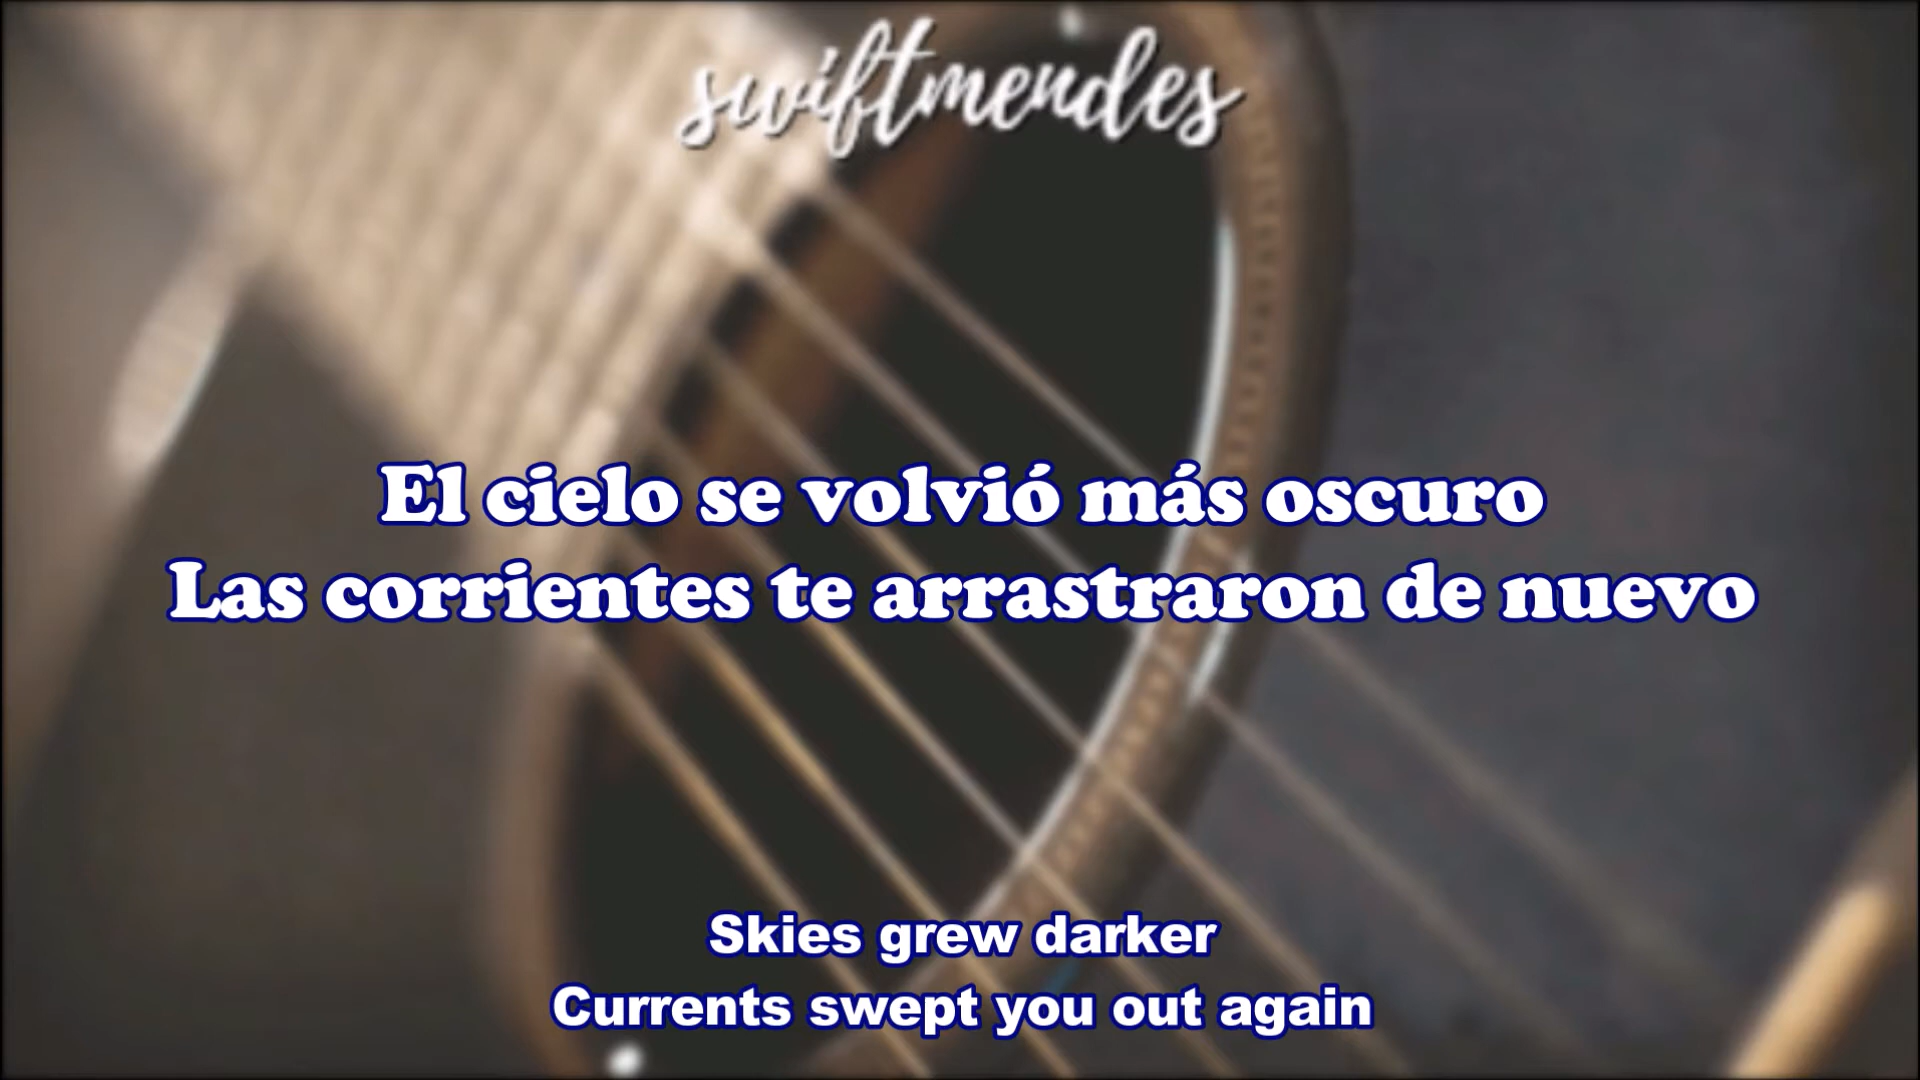 swiftmendes
El cielo se volvió más oscuro
Las corrientes te arrastraron de nuevo
Skies grew darker
Currents swept you out again